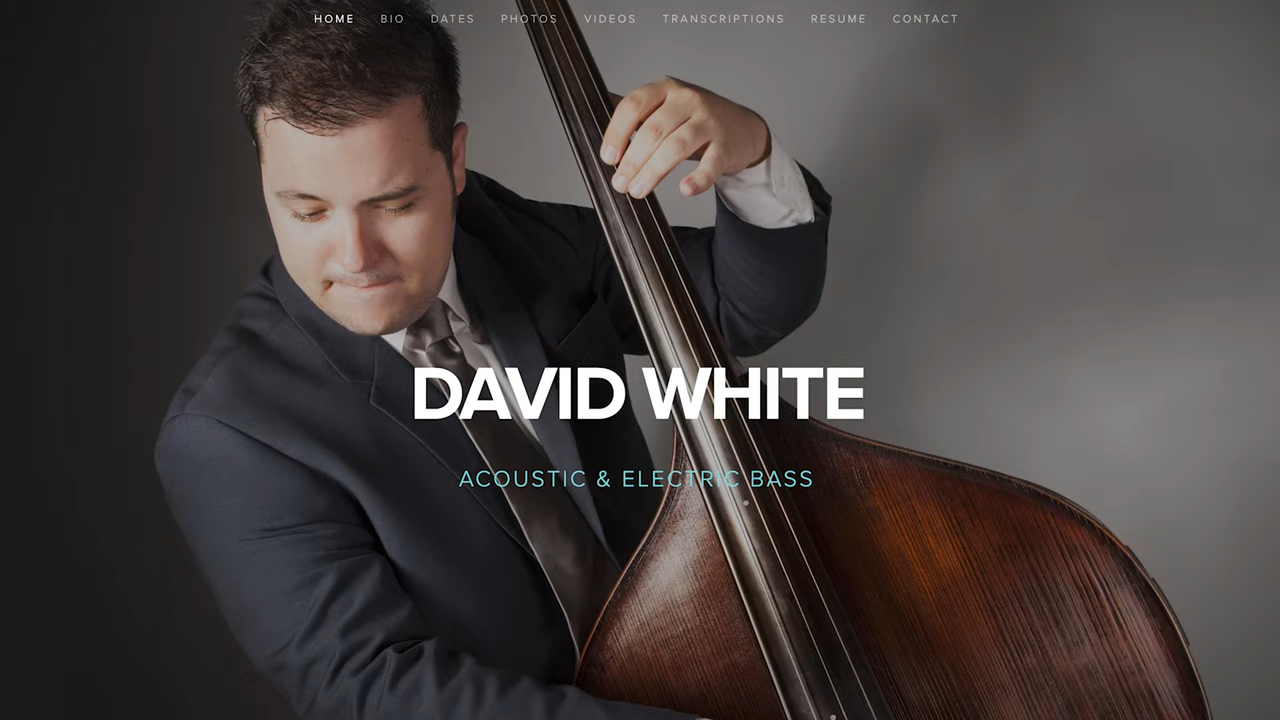 HOME BIO DATES PHOTOS VIDEOS TRANSCRIPTIONS RESUME CONTACT
DAVID WHITE
ACOUSTIC & ELECTRIC BASS